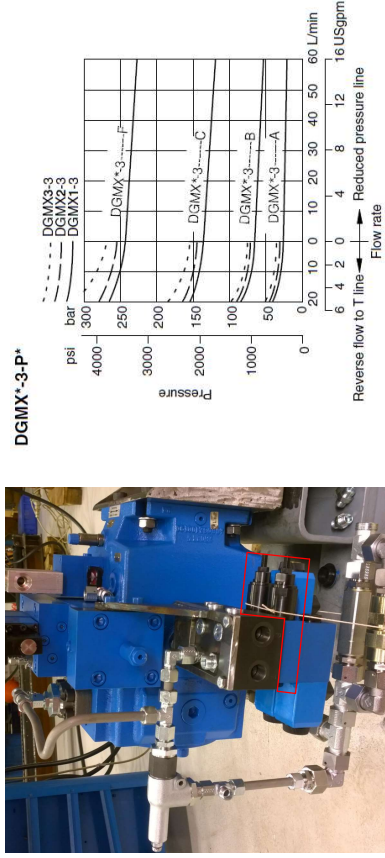 DGMX*-3-P*
DGMX3-3
DGMX2-3
DGMX1-3
psi
bar
4000
3000
2000
1000
0
300
250
200
150
100
50
0
Pressure
DGMX*-3------F
DGMX*-3------C
DGMX*-3------B
DGMX*-3------A
20 10 0 10 20 30 40 50 60 L/min
6 4 2 0 4 8 12 16 USgpm
Reverse flow to T line Reduced pressure line
Flow rate